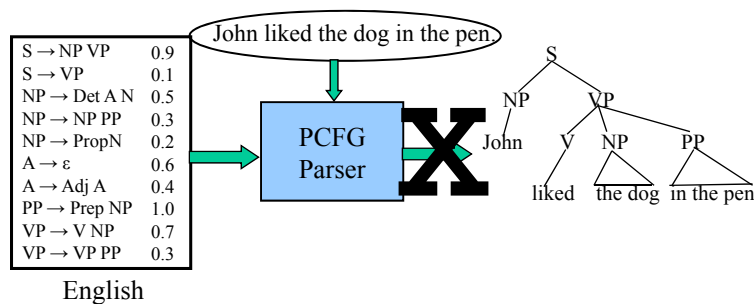 John liked the dog in the pen.
S → NP VP 0.9
S → VP 0.1
NP → Det A N 0.5
NP → NP PP 0.3
NP → PropN 0.2
A → ε 0.6
A → Adj A 0.4
PP → Prep NP 1.0
VP → V NP 0.7
VP → VP PP 0.3
English
PCFG
Parser
X
S
NP VP
John V NP PP
liked the dog in the pen